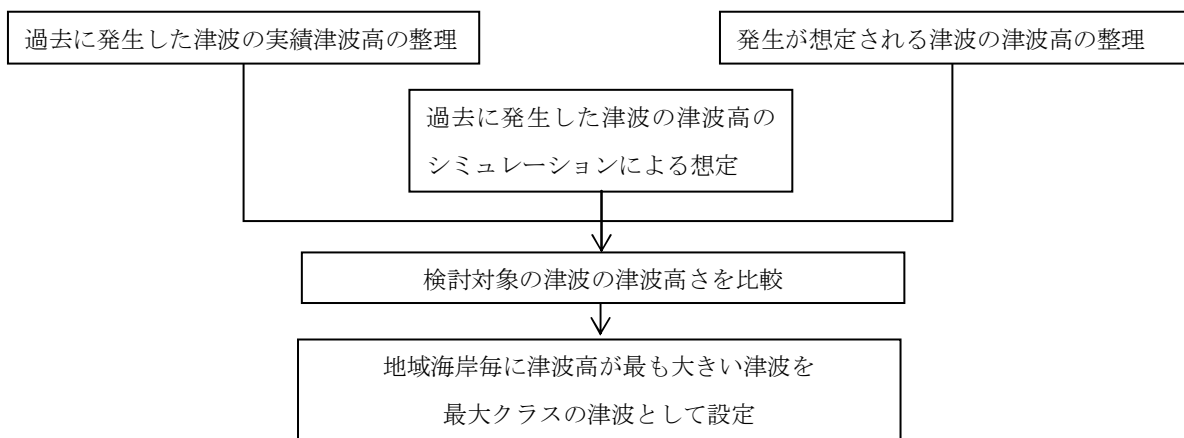 過去に発生した津波の実績津波高の整理
発生が想定される津波の津波高の整理
過去に発生した津波の津波高の
シミュレーションによる想定
検討対象の津波の津波高さを比較
地域海岸毎に津波高が最も大きい津波を
最大クラスの津波として設定